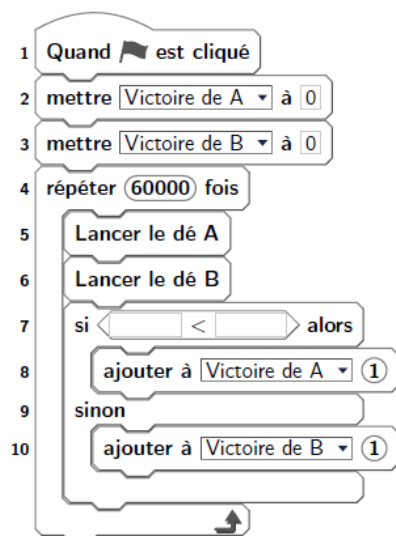 1 Quand est cliqué
2 mettre Victoire de A à 0
3 mettre Victoire de B à 0
4 répéter 60000 fois
5 Lancer le dé A
6 Lancer le dé B
7 si < alors
8 ajouter à Victoire de A 1
9 sinon
10 ajouter à Victoire de B 1